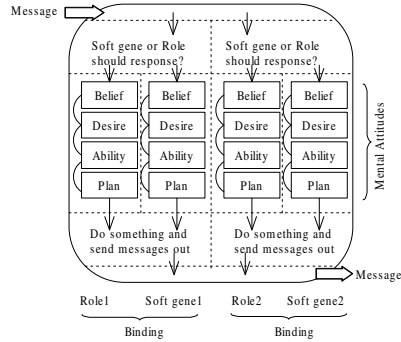 Message
Soft gene or Role
should response?
Soft gene or Role
should response?
Belief
Belief
Belief
Belief
Desire
Desire
Desire
Desire
Ability
Ability
Ability
Ability
Plan
Plan
Plan
Plan
Mental Attitudes
Do something and
send messages out
Do something and
send messages out
Message
Role1
Soft gene1
Role2
Soft gene2
Binding
Binding